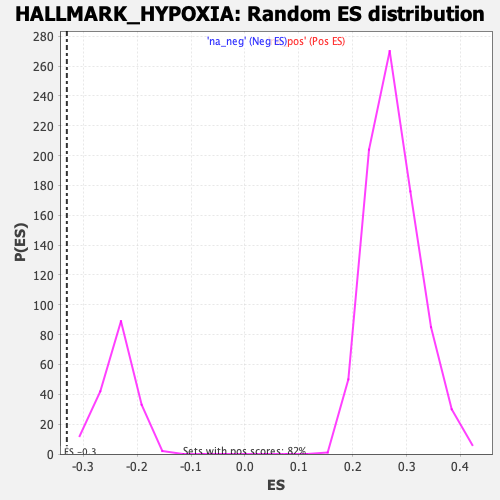 HALLMARK_HYPOXIA: Random ES distribution
'na_neg' (Neg ES)pos' (Pos ES)
280
260
240
220
200
180
160
140
120
100
80
60
40
20
0
P(ES)
ES -0.3
Sets with pos scores: 82%
-0.3 -0.2 -0.1 0.0 0.1 0.2 0.3 0.4
ES